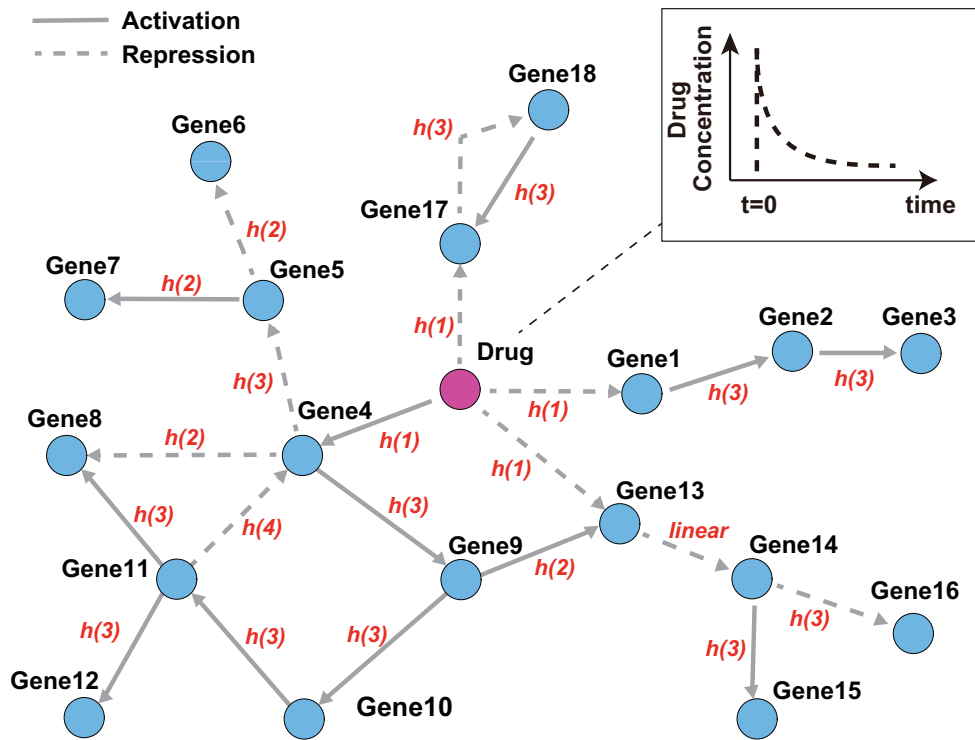 Activation
Repression
Gene18
Drug
Concentration
t=0
time
Gene6
h(3)
h(3)
Gene17
h(2)
Gene7
Gene5
h(2)
h(1)
Gene2
Gene3
Drug
Gene1
h(3)
h(3)
h(3)
h(1)
Gene4
Gene8
h(2)
h(1)
h(1)
Gene13
h(3)
h(3)
h(4)
linear
Gene11
Gene9
Gene14
h(2)
Gene16
h(3)
h(3)
h(3)
h(3)
h(3)
Gene12
Gene10
Gene15